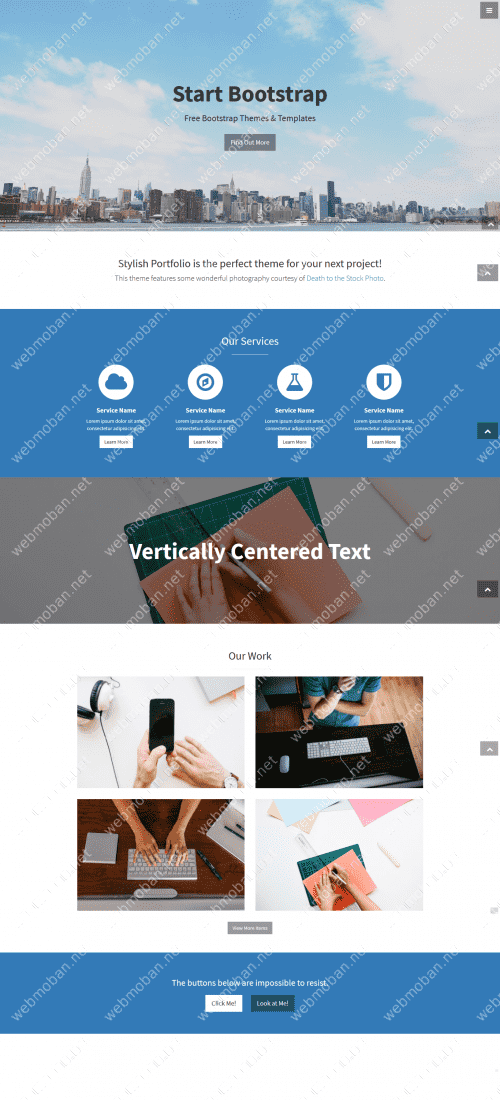 Start Bootstrap
Free Bootstrap Themes & Templates
Find Out More
Stylish Portfolio is the perfect theme for your next project!
This theme features some wonderful photography courtesy of Death to the Stock Photo.
Our Services
Service Name Service Name Service Name Service Name
Lorem ipsum dolor sit amet, Lorem ipsum dolor sit amet, Lorem ipsum dolor sit amet, Lorem ipsum dolor sit amet,
consectetur adipiscing elit. consectetur adipiscing elit. consectetur adipiscing elit. consectetur adipiscing elit.
Learn More Learn More Learn More Learn More
Vertically Centered Text
Our Work
View More Items
The buttons below are impossible to resist.
Click Me! Look at Me!
webmoban.net